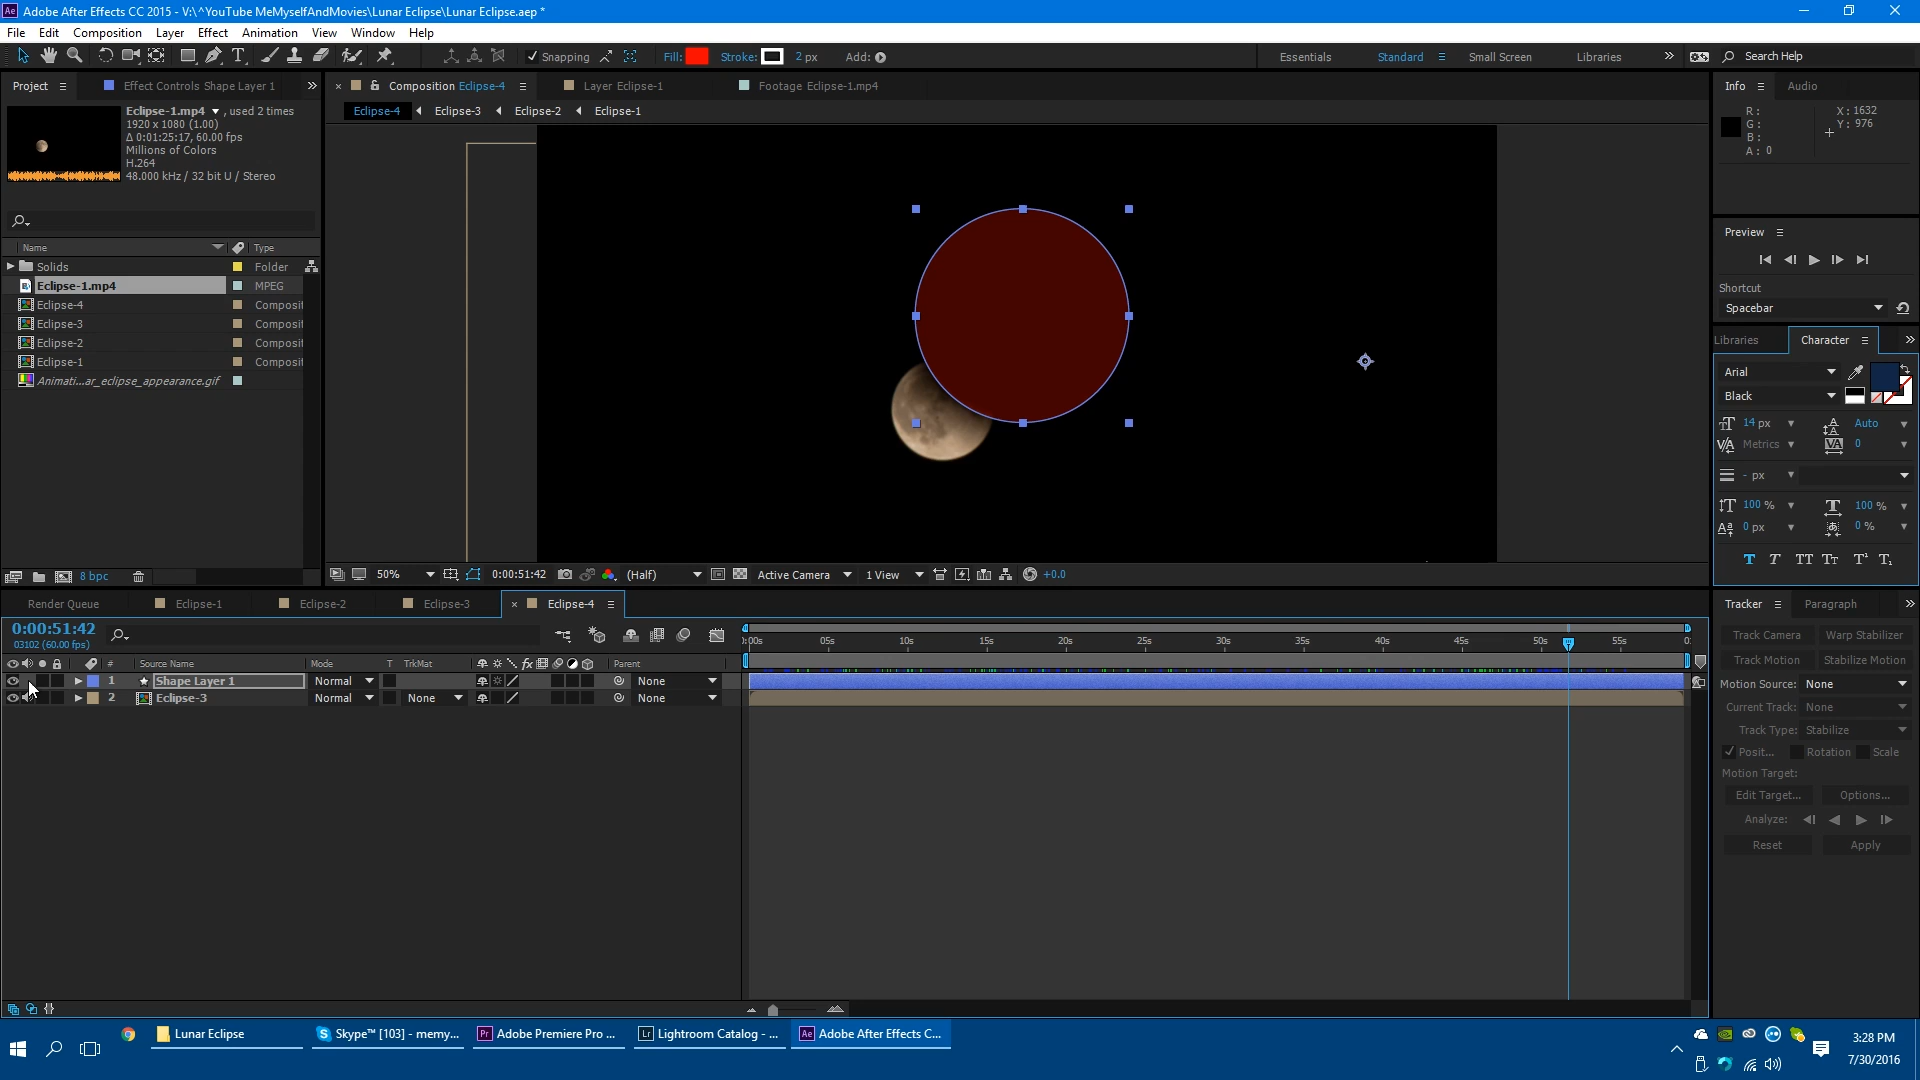 Adobe After Effects CC 2015 - V:\^YouTube MeMyselfAndMovies\Lunar Eclipse\Lunar Eclipse.aep *
File Edit Composition Layer Effect Animation View Window Help
Snapping Fill: Stroke: 2 px Add: Essentials Standard Small Screen Libraries Search Help
Project Effect Controls Shape Layer 1 Composition Eclipse-4 Layer Eclipse-1 Footage Eclipse-1.mp4 Info Audio
Eclipse-4 Eclipse-3 Eclipse-2 Eclipse-1
Eclipse-1.mp4 , used 2 times
1920 x 1080 (1.00)
Δ 0:01:25:17, 60.00 fps
Millions of Colors
H.264
48.000 kHz / 32 bit U / Stereo
R: X: 1632
G: Y: 976
B:
A: 0
Preview
Shortcut
Spacebar
Name Type
Solids Folder
Eclipse-1.mp4 MPEG
Eclipse-4 Composit
Eclipse-3 Composit
Eclipse-2 Composit
Eclipse-1 Composit
Animati...ar_eclipse_appearance.gif
Libraries Character
Arial
Black
14 px Auto
Metrics 0
- px
100 % 100 %
0 px 0 %
8 bpc 50% 0:00:51:42 (Half) Active Camera 1 View +0.0
Render Queue Eclipse-1 Eclipse-2 Eclipse-3 Eclipse-4
0:00:51:42
03102 (60.00 fps)
:00s 05s 10s 15s 20s 25s 30s 35s 40s 45s 50s 55s 0:
# Source Name Mode T TrkMat fx Parent
1 Shape Layer 1 Normal None
2 Eclipse-3 Normal None None
Tracker Paragraph
Track Camera Warp Stabilizer
Track Motion Stabilize Motion
Motion Source: None
Current Track: None
Track Type: Stabilize
Posit... Rotation Scale
Motion Target:
Edit Target... Options...
Analyze:
Reset Apply
Lunar Eclipse Skype™ [103] - memy... Adobe Premiere Pro ... Lightroom Catalog - ... Adobe After Effects C...
3:28 PM
7/30/2016